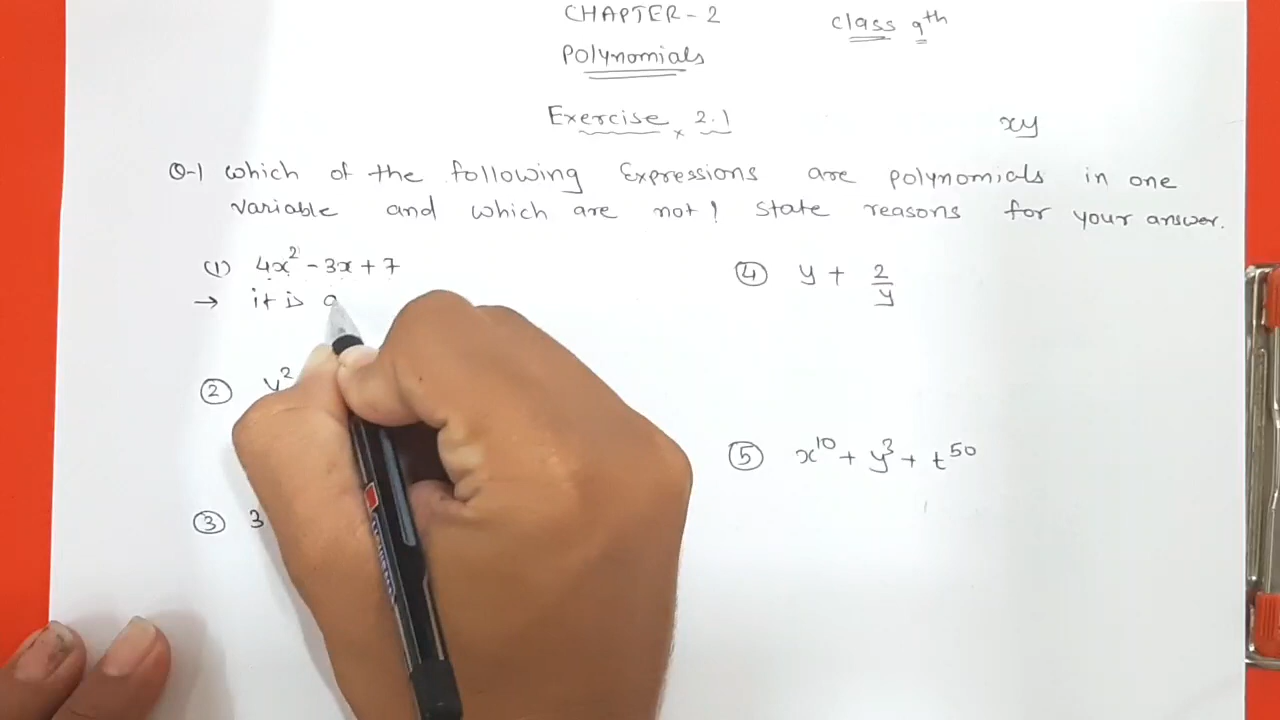 CHAPTER - 2
Class 9th
Polynomials
Exercise 2.1
xy
Q-1 Which of the following Expressions are polynomials in one
variable and which are not? State reasons for your answer.
(1) 4x² - 3x + 7
→ it is a
② y²
③ 3
④ y + 2/y
⑤ x¹⁰ + y³ + t⁵⁰